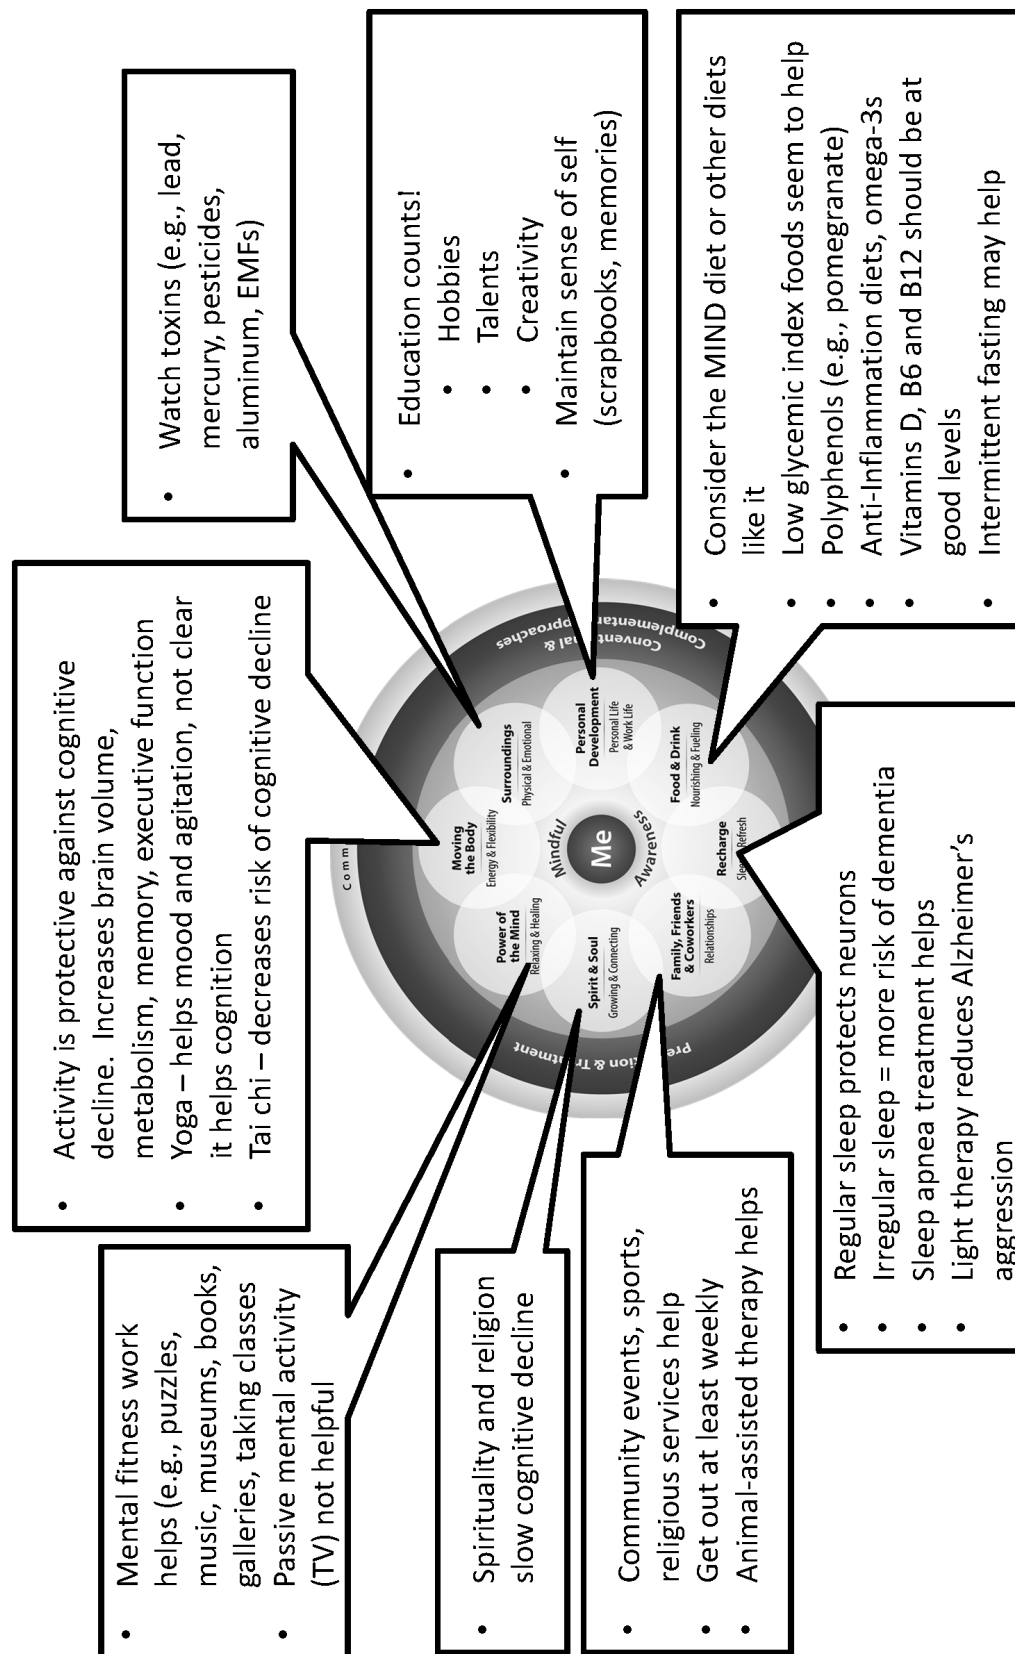 • Mental fitness work
helps (e.g., puzzles,
music, museums, books,
galleries, taking classes
• Passive mental activity
(TV) not helpful
• Activity is protective against cognitive
decline.  Increases brain volume,
metabolism, memory, executive function
• Yoga – helps mood and agitation, not clear
it helps cognition
• Tai chi – decreases risk of cognitive decline
• Watch toxins (e.g., lead,
mercury, pesticides,
aluminum, EMFs)
• Education counts!
• Hobbies
• Talents
• Creativity
• Maintain sense of self
(scrapbooks, memories)
• Consider the MIND diet or other diets
like it
• Low glycemic index foods seem to help
• Polyphenols (e.g., pomegranate)
• Anti-Inflammation diets, omega-3s
• Vitamins D, B6 and B12 should be at
good levels
• Intermittent fasting may help
• Regular sleep protects neurons
• Irregular sleep = more risk of dementia
• Sleep apnea treatment helps
• Light therapy reduces Alzheimer's
aggression
• Community events, sports,
religious services help
• Get out at least weekly
• Animal-assisted therapy helps
• Spirituality and religion
slow cognitive decline
Moving
the Body
Energy & Flexibility
Surroundings
Physical & Emotional
Personal
Development
Personal Life
& Work Life
Food & Drink
Nourishing & Fueling
Recharge
Refresh
Family, Friends
& Coworkers
Relationships
Spirit & Soul
Growing & Connecting
Power of
the Mind
Relaxing & Healing
Mindful
Awareness
Me
Approaches